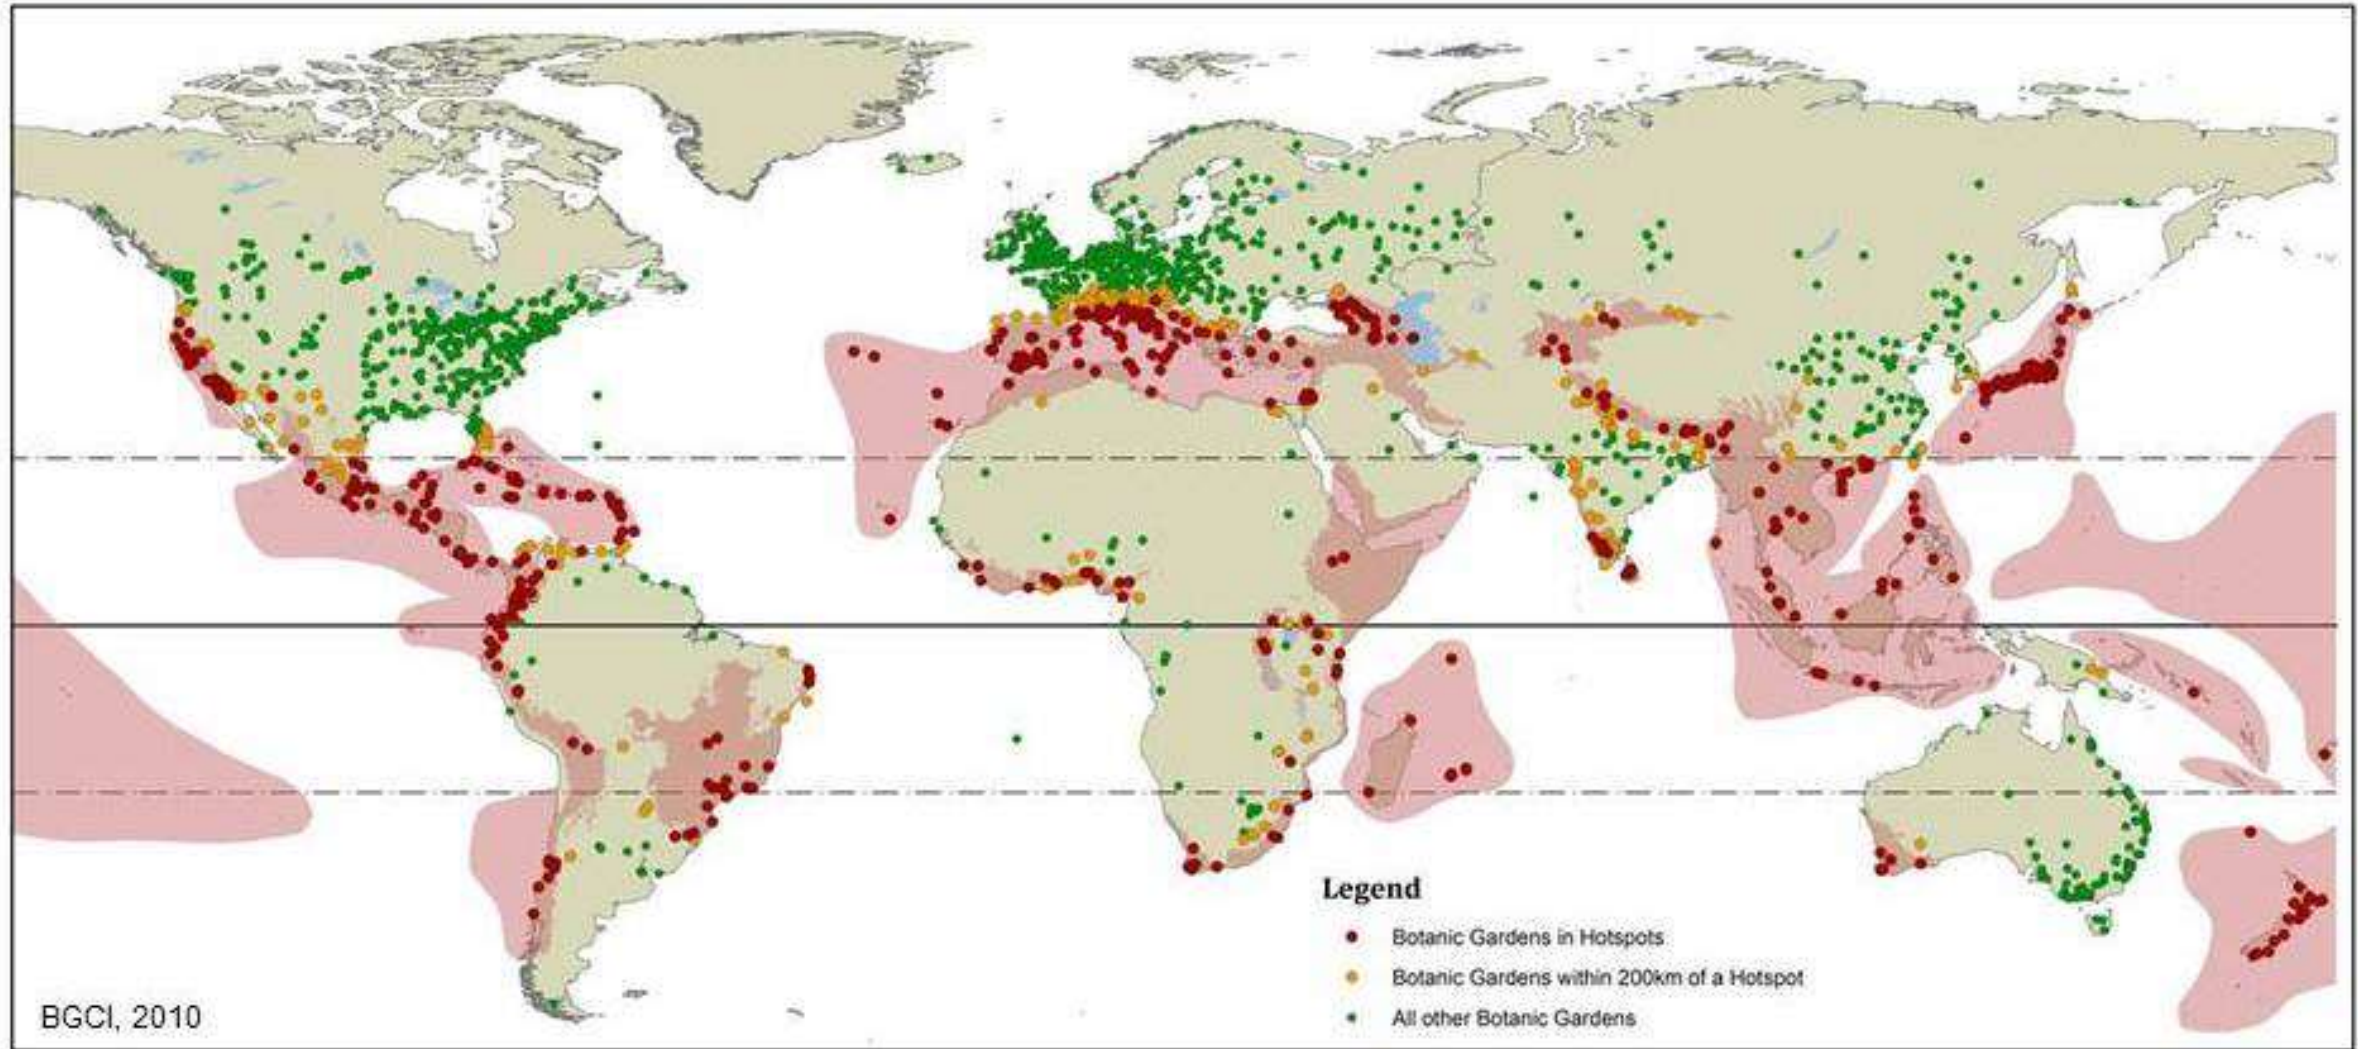 Legend
Botanic Gardens in Hotspots
Botanic Gardens within 200km of a Hotspot
All other Botanic Gardens
BGCI, 2010